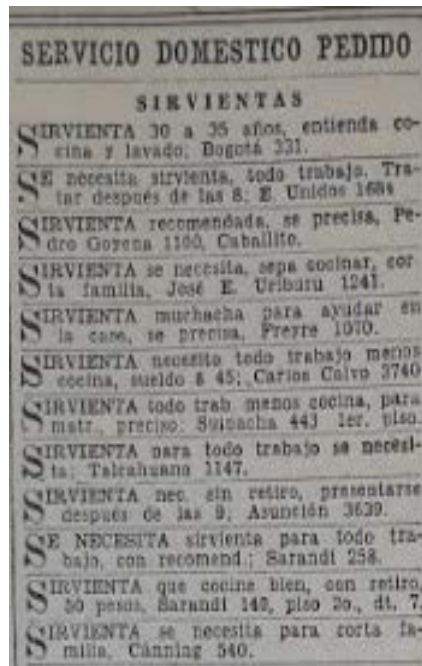 SERVICIO DOMESTICO PEDIDO
SIRVIENTAS
SIRVIENTA 30 a 35 años, entienda co-
cina y lavado; Bogotá 331.
SE necesita sirvienta, todo trabajo. Tra-
tar después de las 8; E. Unidos 1684
SIRVIENTA recomendada, se precisa, Pe-
dro Goyena 1100, Caballito.
SIRVIENTA se necesita, sepa cocinar, cor
ta familia, José E. Uriburu 1241.
SIRVIENTA muchacha para ayudar en
la casa, se precisa, Freyre 1070.
SIRVIENTA necesito todo trabajo menos
cocina, sueldo $ 45; Carlos Calvo 3740
SIRVIENTA todo trab menos cocina, para
matr., preciso; Suipacha 443 1er. piso.
SIRVIENTA para todo trabajo se necesi-
ta; Talcahuano 1147.
SIRVIENTA nec. sin retiro, presentarse
después de las 9; Asunción 3639.
SE NECESITA sirvienta para todo tra-
bajo, con recomend.; Sarandí 258.
SIRVIENTA que cocine bien, con retiro,
50 pesos, Sarandí 140, piso 2o., dt. 7.
SIRVIENTA se necesita para corta fa-
milia, Cánning 540.